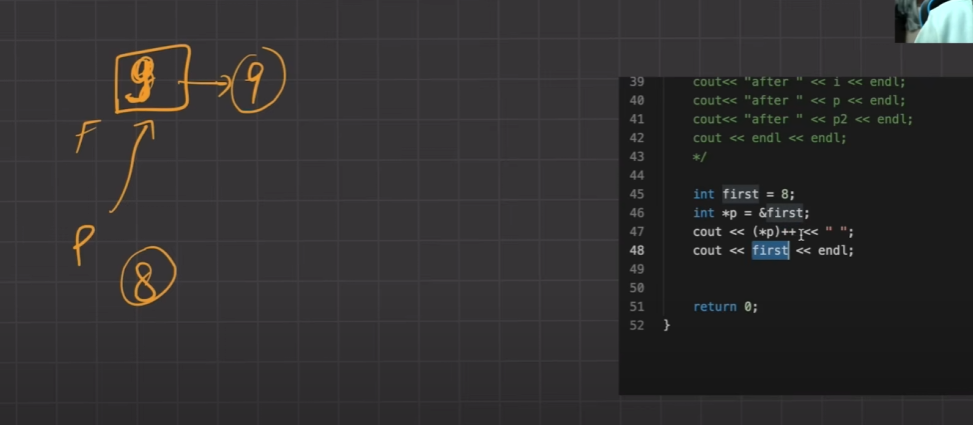 9 → 9
F
P
8
39 cout<< "after " << i << endl;
40 cout<< "after " << p << endl;
41 cout<< "after " << p2 << endl;
42 cout << endl << endl;
43 */
44
45 int first = 8;
46 int *p = &first;
47 cout << (*p)++ << " ";
48 cout << first << endl;
49
50
51 return 0;
52 }